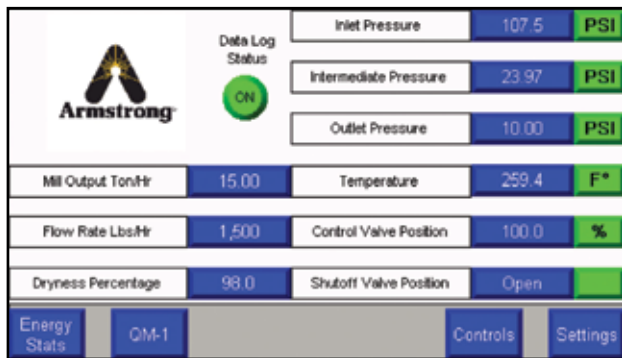 Armstrong
Data Log
Status
ON
Inlet Pressure 107.5 PSI
Intermediate Pressure 23.97 PSI
Outlet Pressure 10.00 PSI
Mill Output Ton/Hr 15.00 Temperature 259.4 F°
Flow Rate Lbs/Hr 1,500 Control Valve Position 100.0 %
Dryness Percentage 98.0 Shutoff Valve Position Open
Energy
Stats
QM-1 Controls Settings